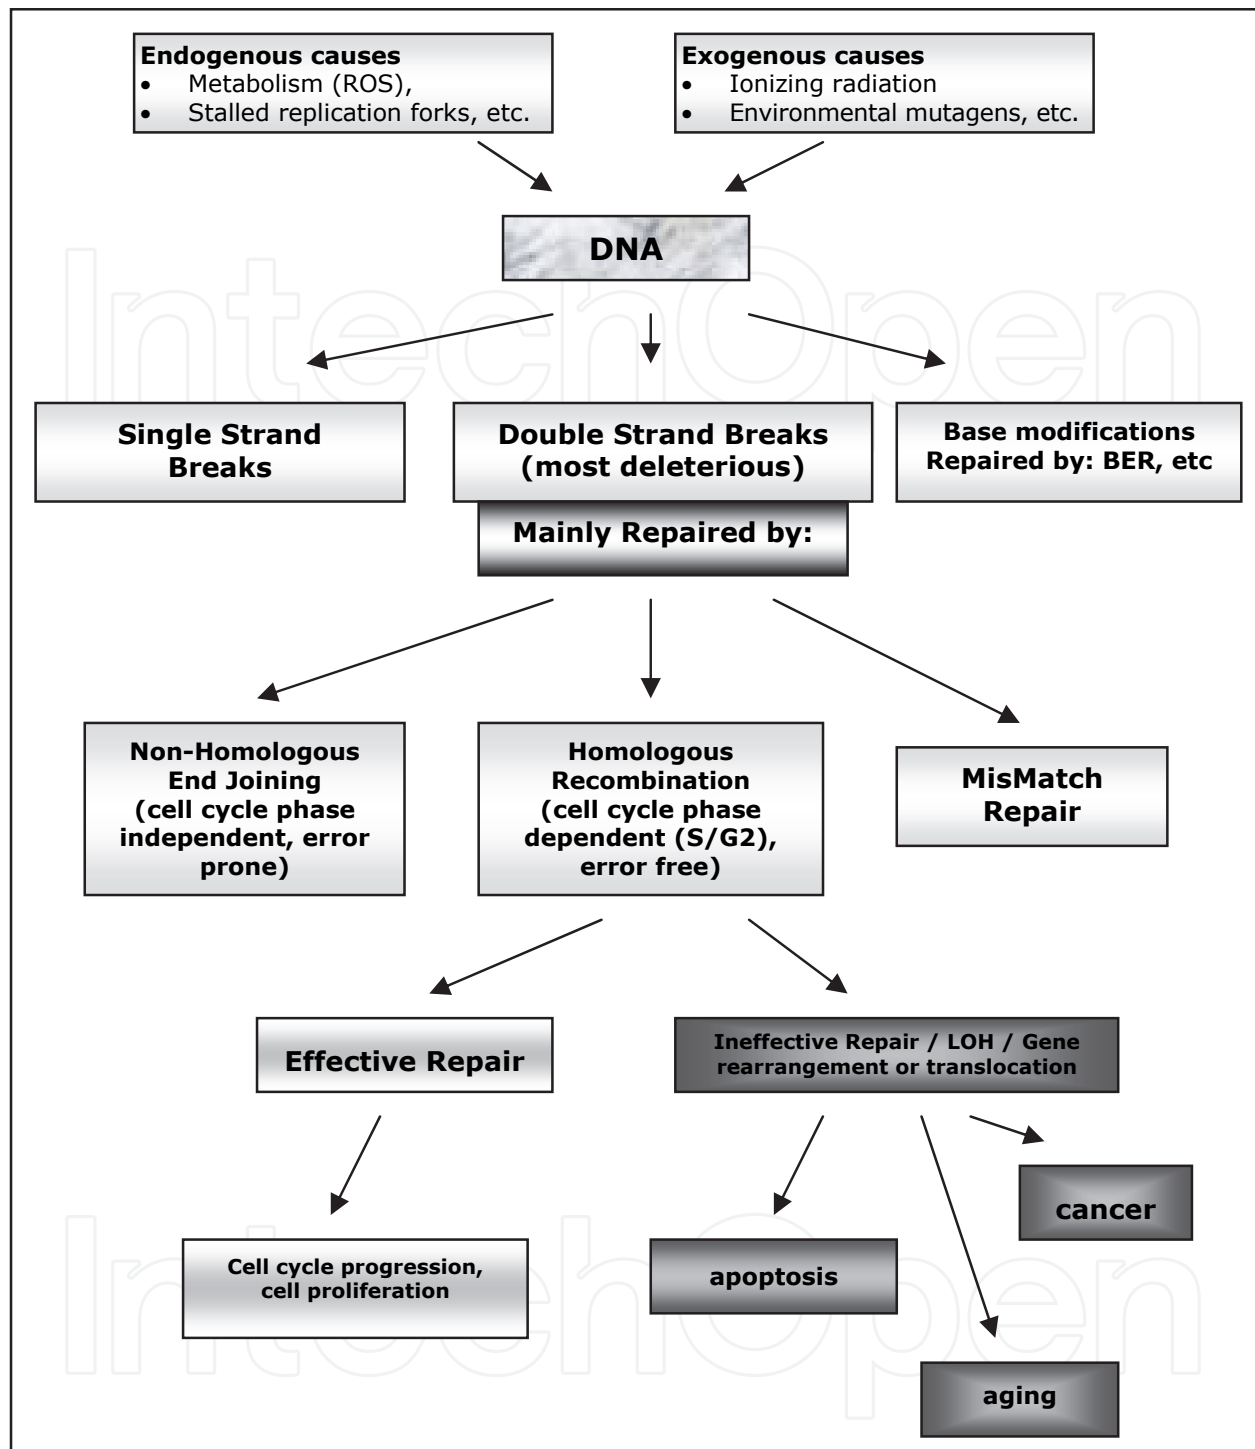 Endogenous causes
• Metabolism (ROS),
• Stalled replication forks, etc.
Exogenous causes
• Ionizing radiation
• Environmental mutagens, etc.
DNA
IntechOpen
Single Strand
Breaks
Double Strand Breaks
(most deleterious)
Base modifications
Repaired by: BER, etc
Mainly Repaired by:
Non-Homologous
End Joining
(cell cycle phase
independent, error
prone)
Homologous
Recombination
(cell cycle phase
dependent (S/G2),
error free)
MisMatch
Repair
Effective Repair
Ineffective Repair / LOH / Gene
rearrangement or translocation
cancer
Cell cycle progression,
cell proliferation
apoptosis
IntechOpen
aging